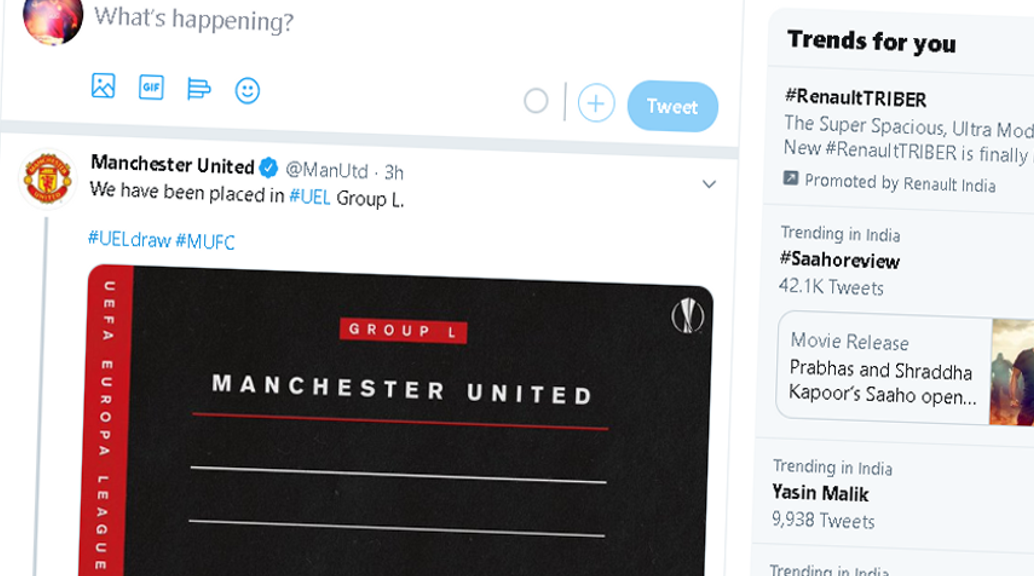 What's happening?
GIF
Tweet
Manchester United @ManUtd · 3h
We have been placed in #UEL Group L.
#UELdraw #MUFC
UEFA EUROPA LEAGUE
GROUP L
MANCHESTER UNITED
Trends for you
#RenaultTRIBER
The Super Spacious, Ultra Mod
New #RenaultTRIBER is finally
Promoted by Renault India
Trending in India
#Saahoreview
42.1K Tweets
Movie Release
Prabhas and Shraddha
Kapoor's Saaho open...
Trending in India
Yasin Malik
9,938 Tweets
Trending in India